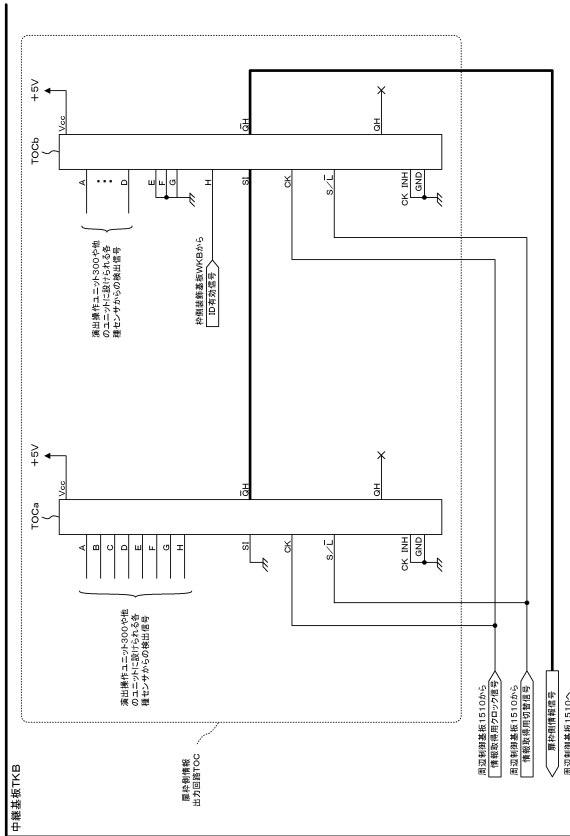 中継基板TKB
扉枠側情報
出力回路TOC
TOCa
+5V
Vcc
A
B
C
D
E
F
G
H
演出操作ユニット300や他
のユニットに設けられる各
種センサからの検出信号
SI
QH
CK
S/L
QH
CK INH
GND
TOCb
+5V
Vcc
A
D
演出操作ユニット300や他
のユニットに設けられる各
種センサからの検出信号
E
F
G
H
枠側装飾基板WKBから
ID有効信号
SI
QH
CK
S/L
QH
CK INH
GND
周辺制御基板1510から
情報取得用クロック信号
周辺制御基板1510から
情報取得用切替信号
扉枠側情報信号
周辺制御基板1510へ